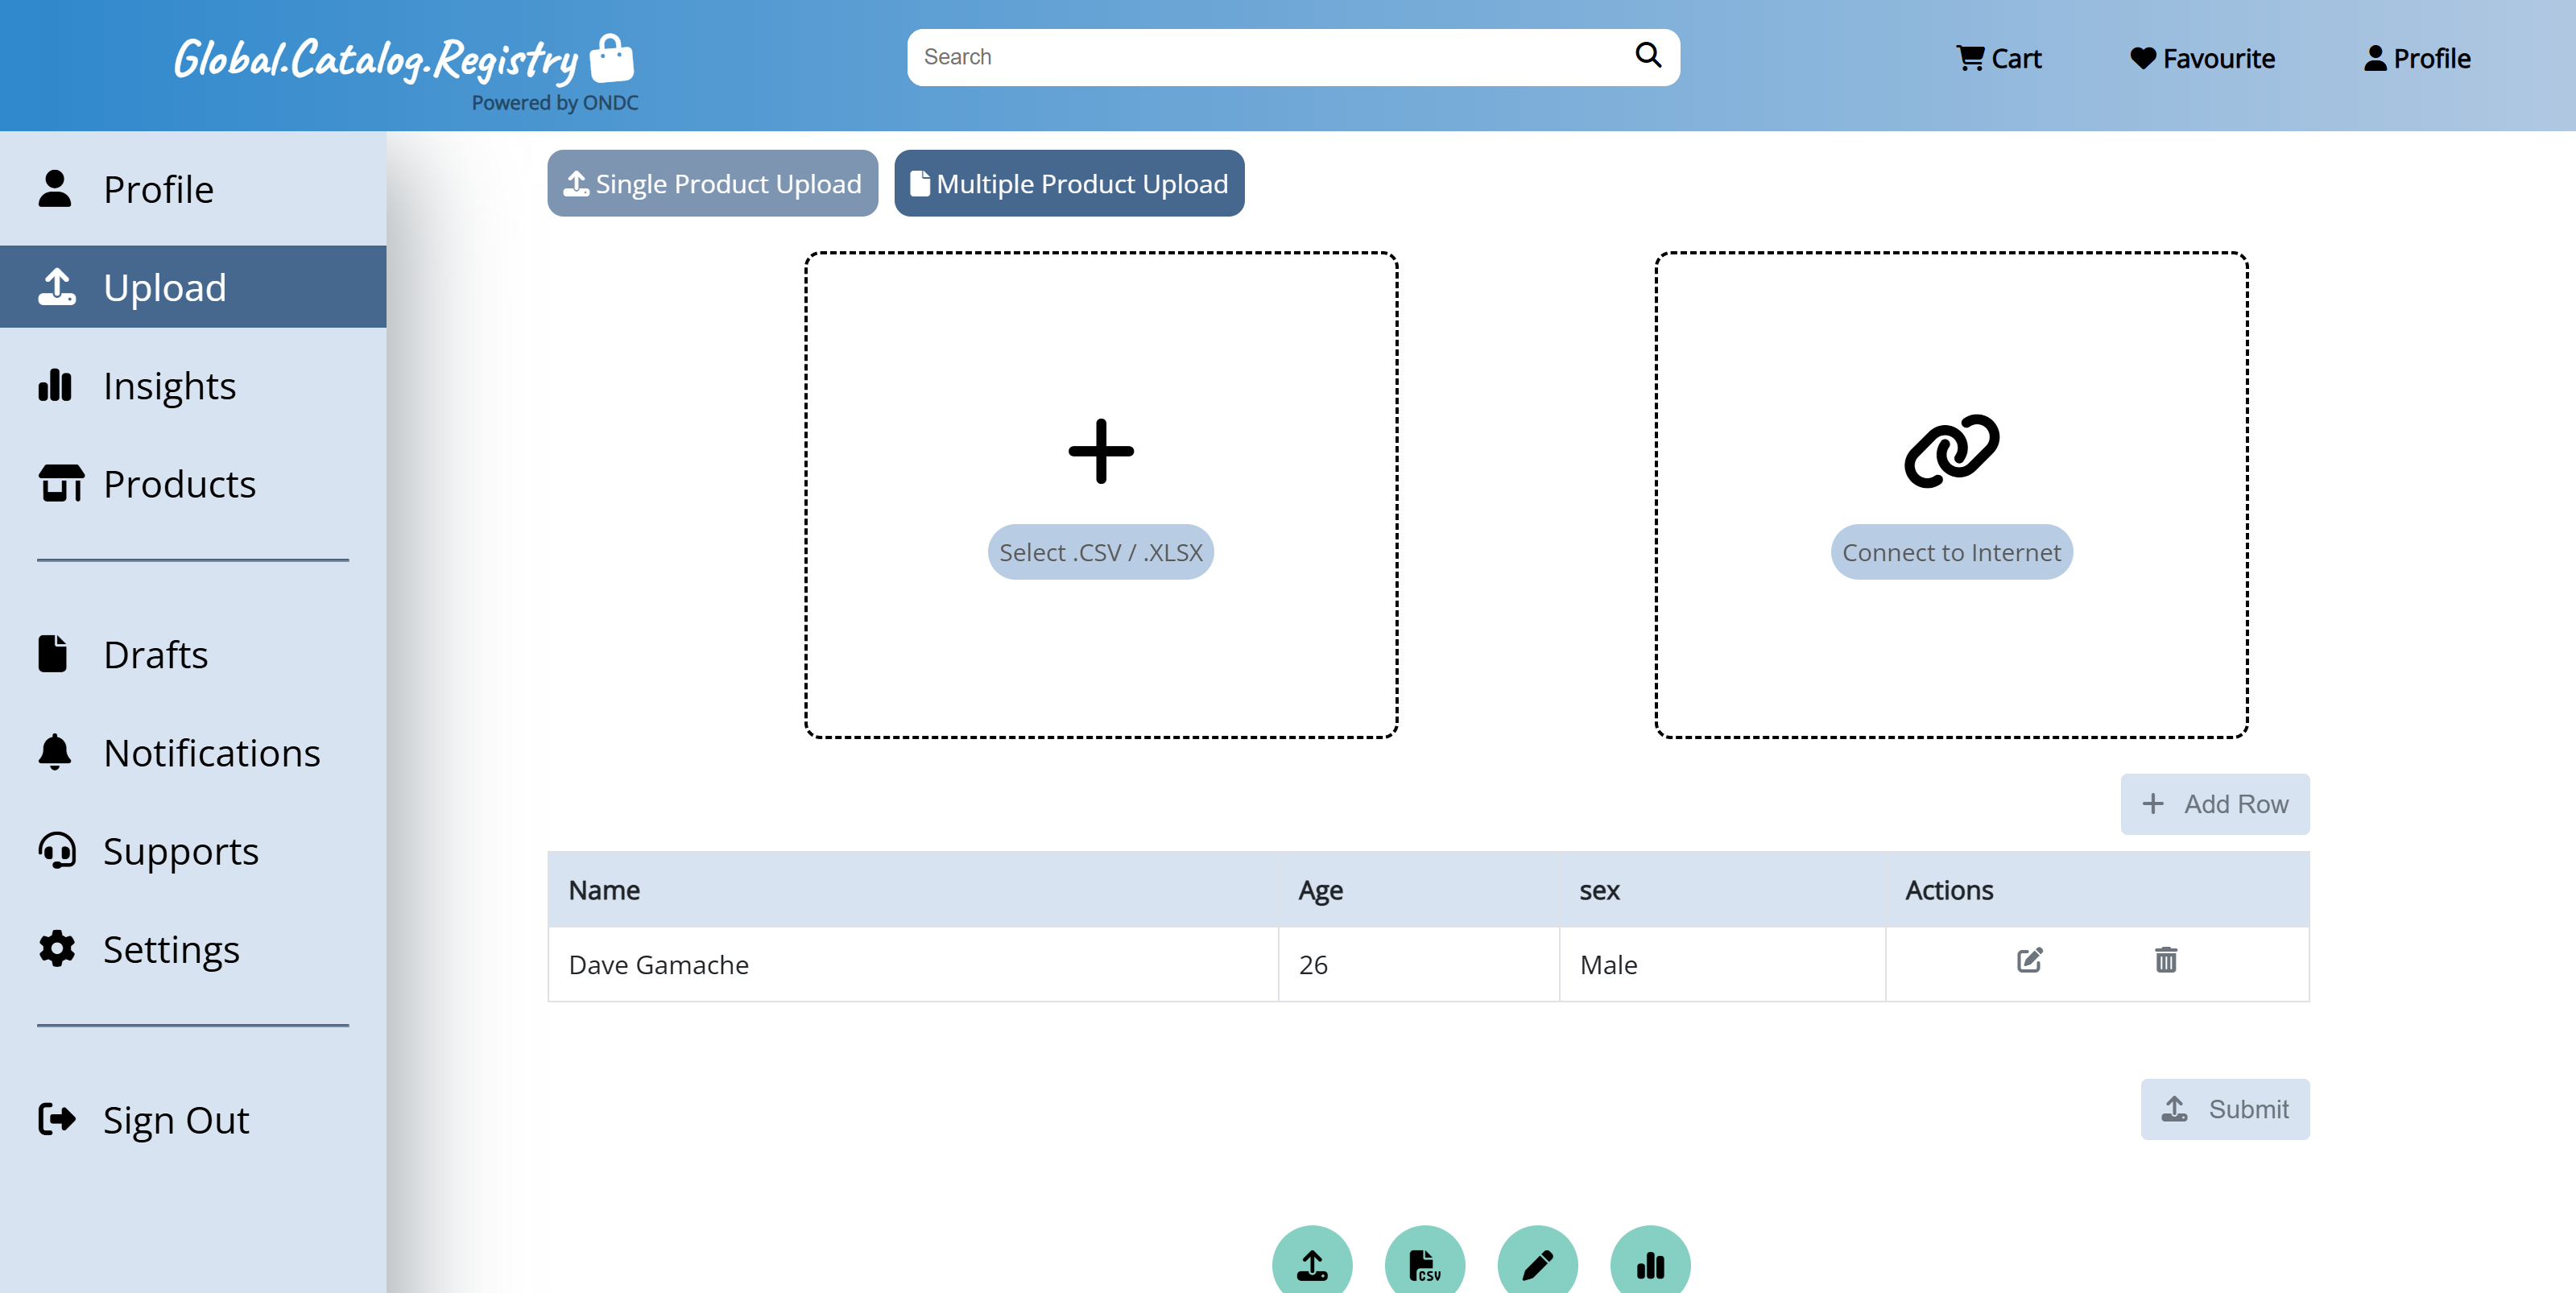 Global.Catalog.Registry
Powered by ONDC
Search
Cart
Favourite
Profile
Profile
Upload
Insights
Products
Drafts
Notifications
Supports
Settings
Sign Out
Single Product Upload
Multiple Product Upload
Select .CSV / .XLSX
Connect to Internet
Add Row
Name Age sex Actions
Dave Gamache 26 Male
Submit
CSV